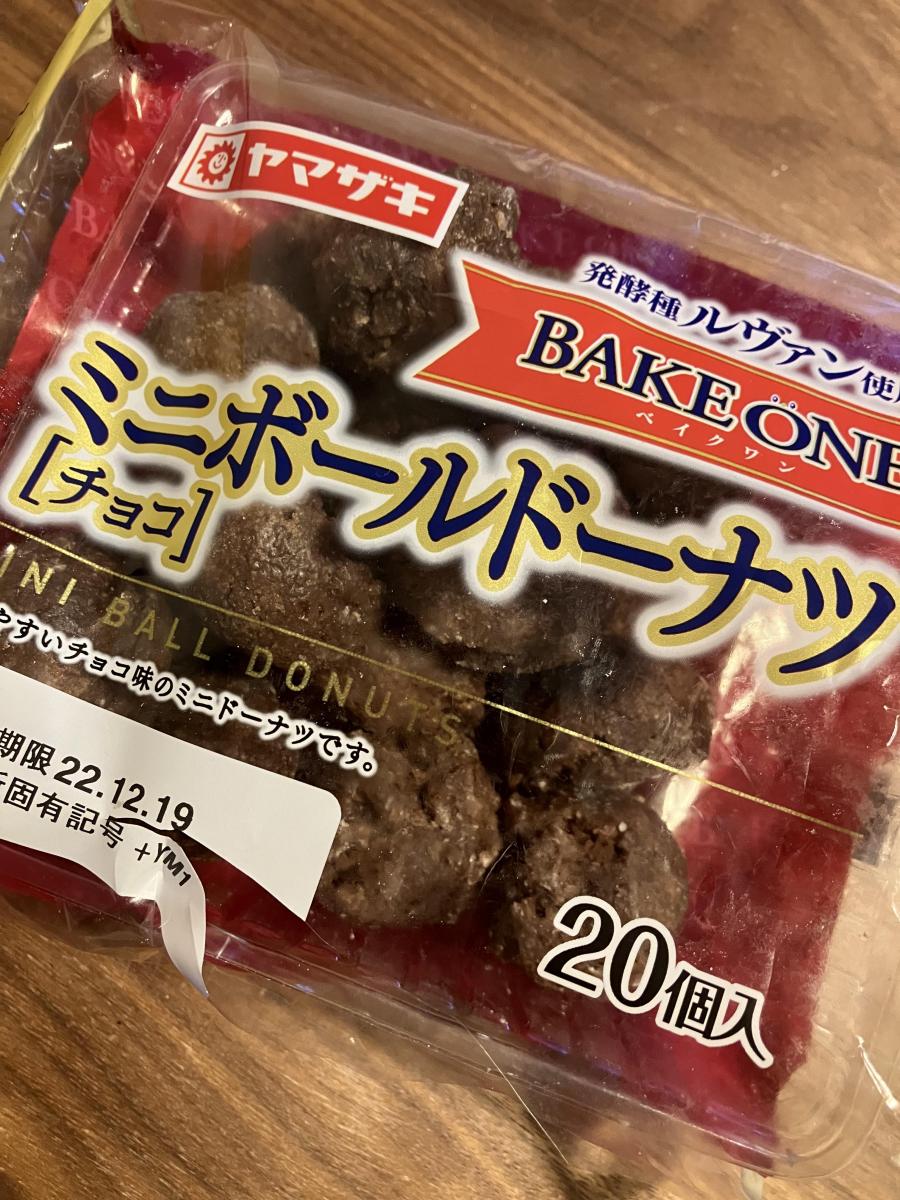 ヤマザキ
発酵種ルヴァン使用
BAKE ONE
ベイクワン
ミニボールドーナツ
[チョコ]
INI BALL DONUTS
やすいチョコ味のミニドーナツです。
期限 22.12.19
固有記号 +YM1
20個入